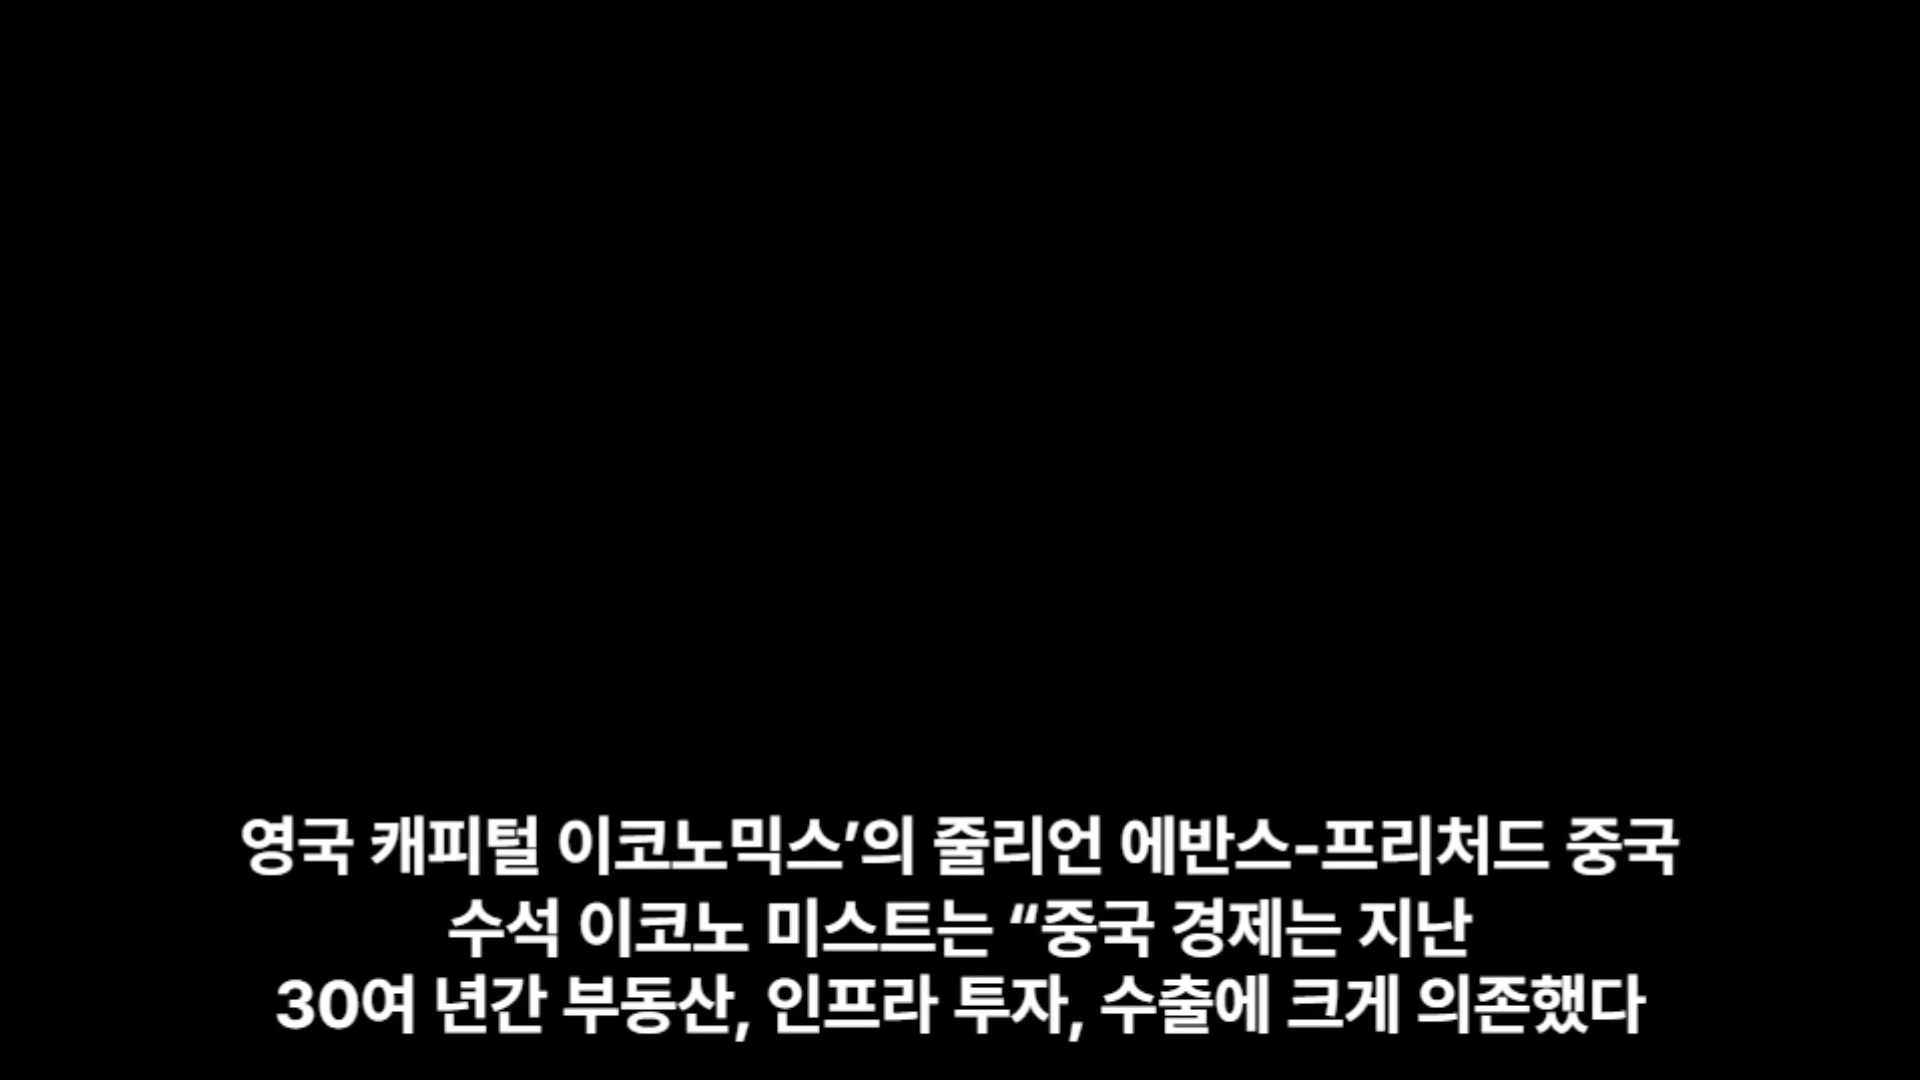 영국 캐피털 이코노믹스’의 줄리언 에반스-프리처드 중국
수석 이코노 미스트는 “중국 경제는 지난
30여 년간 부동산, 인프라 투자, 수출에 크게 의존했다